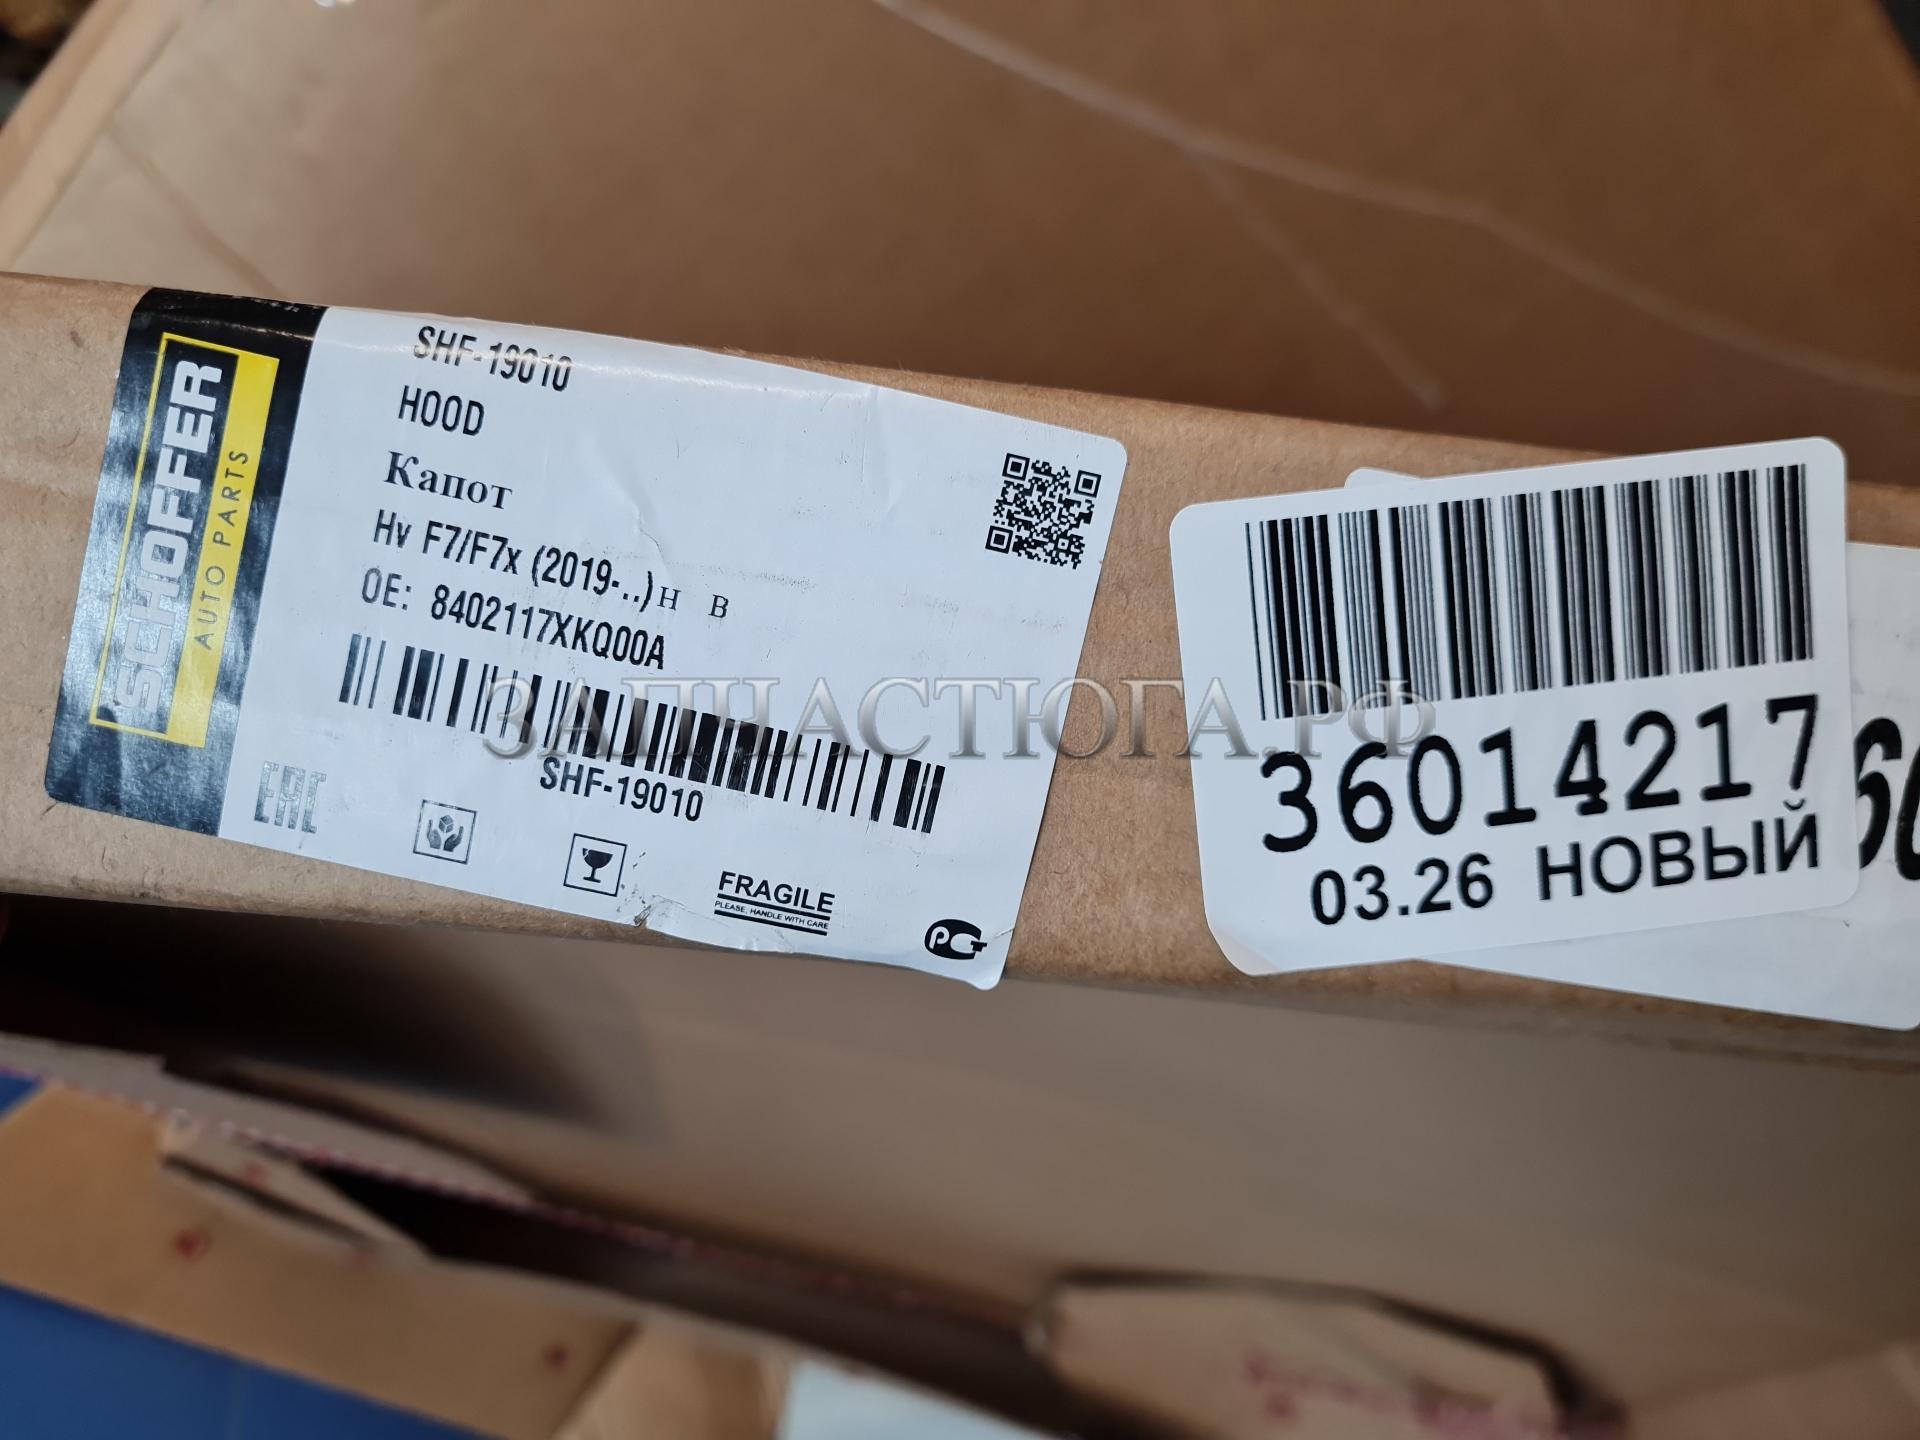 SCHOFFER
AUTO PARTS
SHF-19010
HOOD
Капот
Hv F7/F7x (2019-..)н в
OE: 8402117XKQ00A
SHF-19010
EAC
FRAGILE
PLEASE, HANDLE WITH CARE
ЗАПЧАСТЮГА.РФ
36014217
03.26 НОВЫЙ